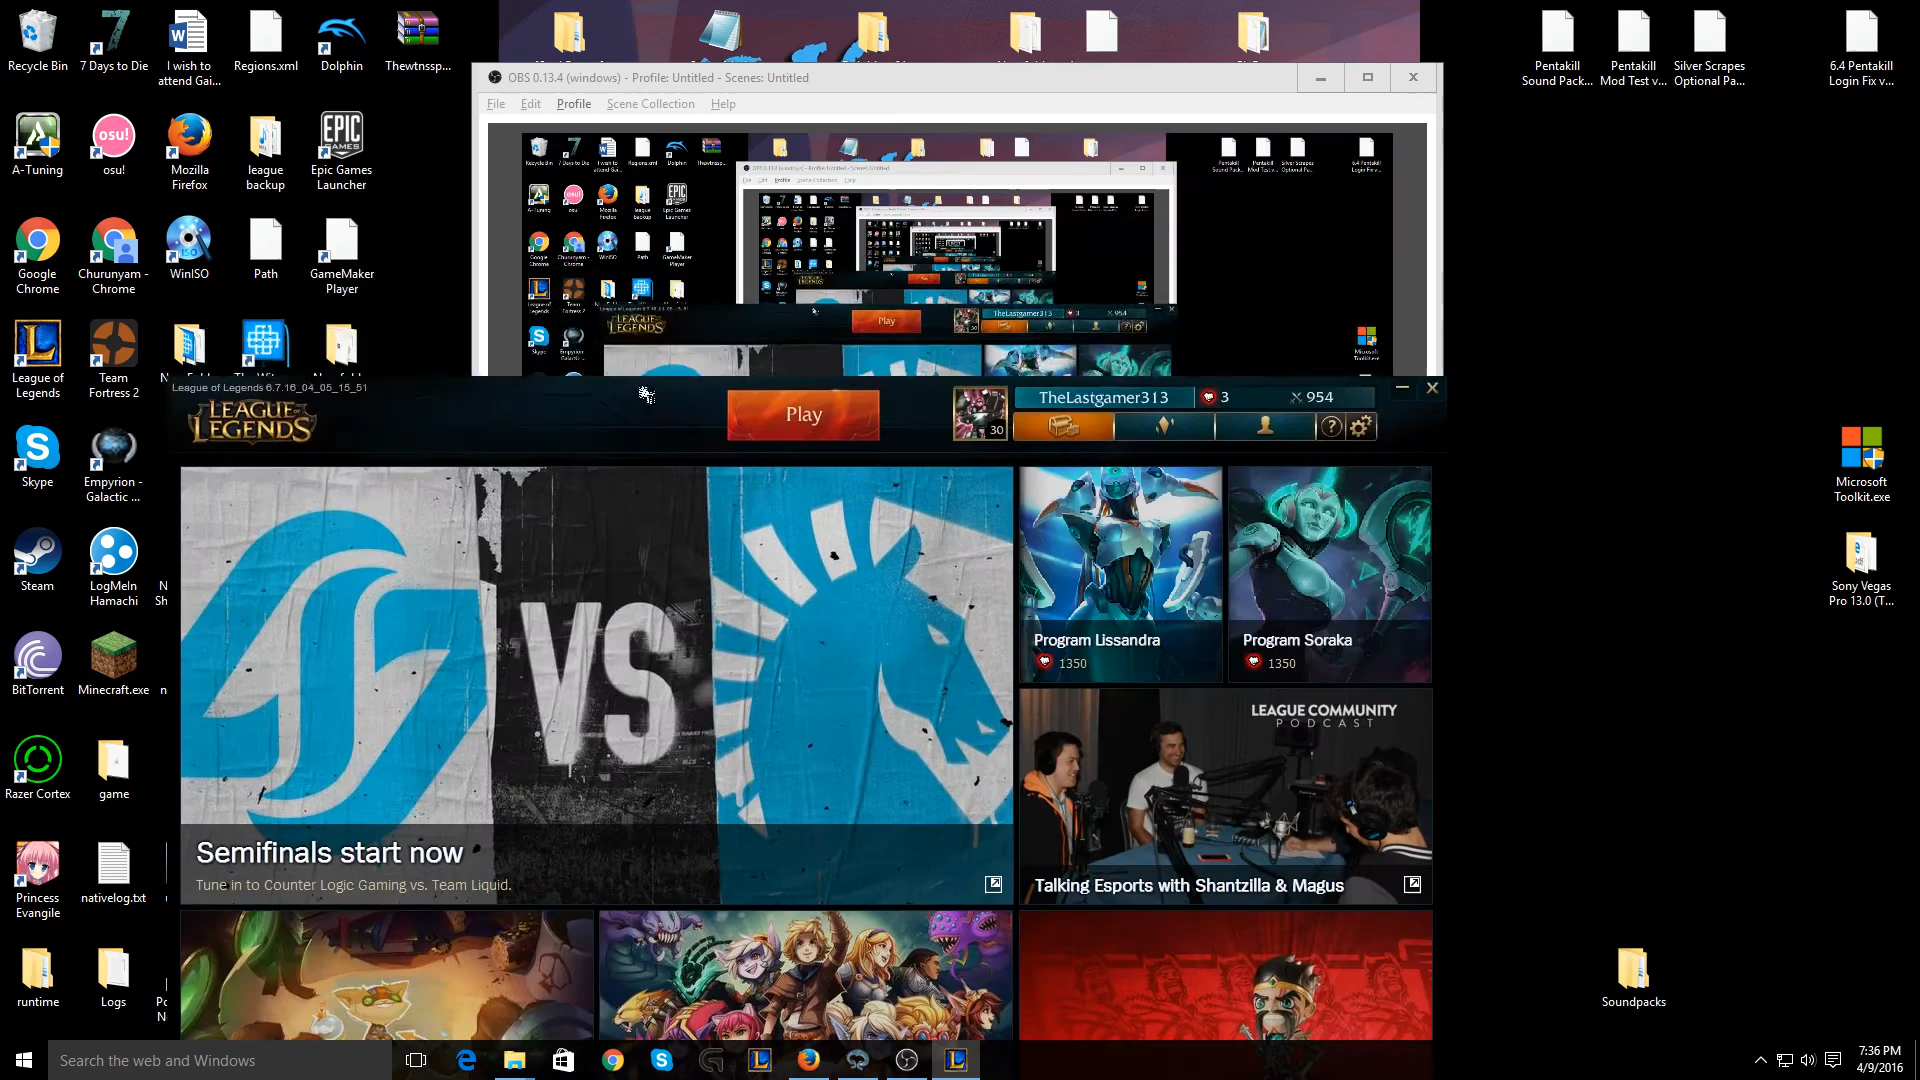 Recycle Bin
7 Days to Die
I wish to
attend Gai...
Regions.xml
Dolphin
Thewtnssp...
Pentakill
Sound Pack...
Pentakill
Mod Test v...
Silver Scrapes
Optional Pa...
6.4 Pentakill
Login Fix v...
OBS 0.13.4 (windows) - Profile: Untitled - Scenes: Untitled
File Edit Profile Scene Collection Help
A-Tuning
osu!
Mozilla
Firefox
league
backup
EPIC
GAMES
Epic Games
Launcher
Google
Chrome
Churunyam -
Chrome
ISO
WinISO
Path
GameMaker
Player
League of
Legends
Team
Fortress 2
League of Legends 6.7.16_04_05_15_51
LEAGUE OF
LEGENDS
Play
30
TheLastgamer313
3
954
Skype
Empyrion -
Galactic ...
Microsoft
Toolkit.exe
Steam
LogMeIn
Hamachi
Sony Vegas
Pro 13.0 (T...
BitTorrent
Minecraft.exe
Razer Cortex
game
Princess
Evangile
nativelog.txt
runtime
Logs
Soundpacks
VS
Semifinals start now
Tune in to Counter Logic Gaming vs. Team Liquid.
Program Lissandra
1350
Program Soraka
1350
LEAGUE COMMUNITY
PODCAST
Talking Esports with Shantzilla & Magus
Search the web and Windows
7:36 PM
4/9/2016